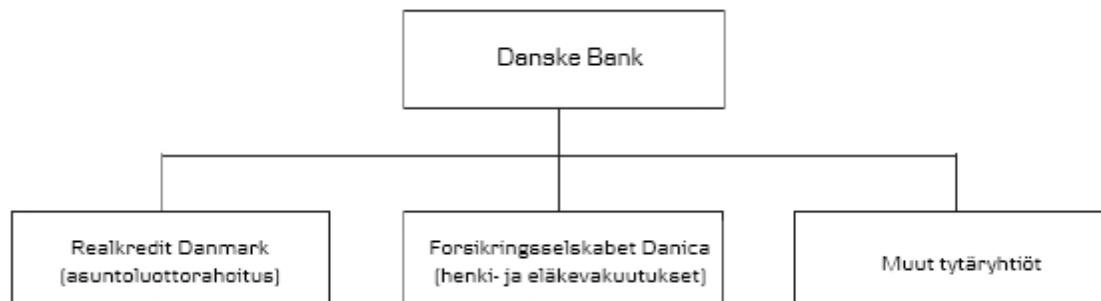 Danske Bank
Realkredit Danmark
(asuntoluottorahoitus)
Forsikringsselskabet Danica
(henki- ja eläkevakuutukset)
Muut tytäryhtiöt